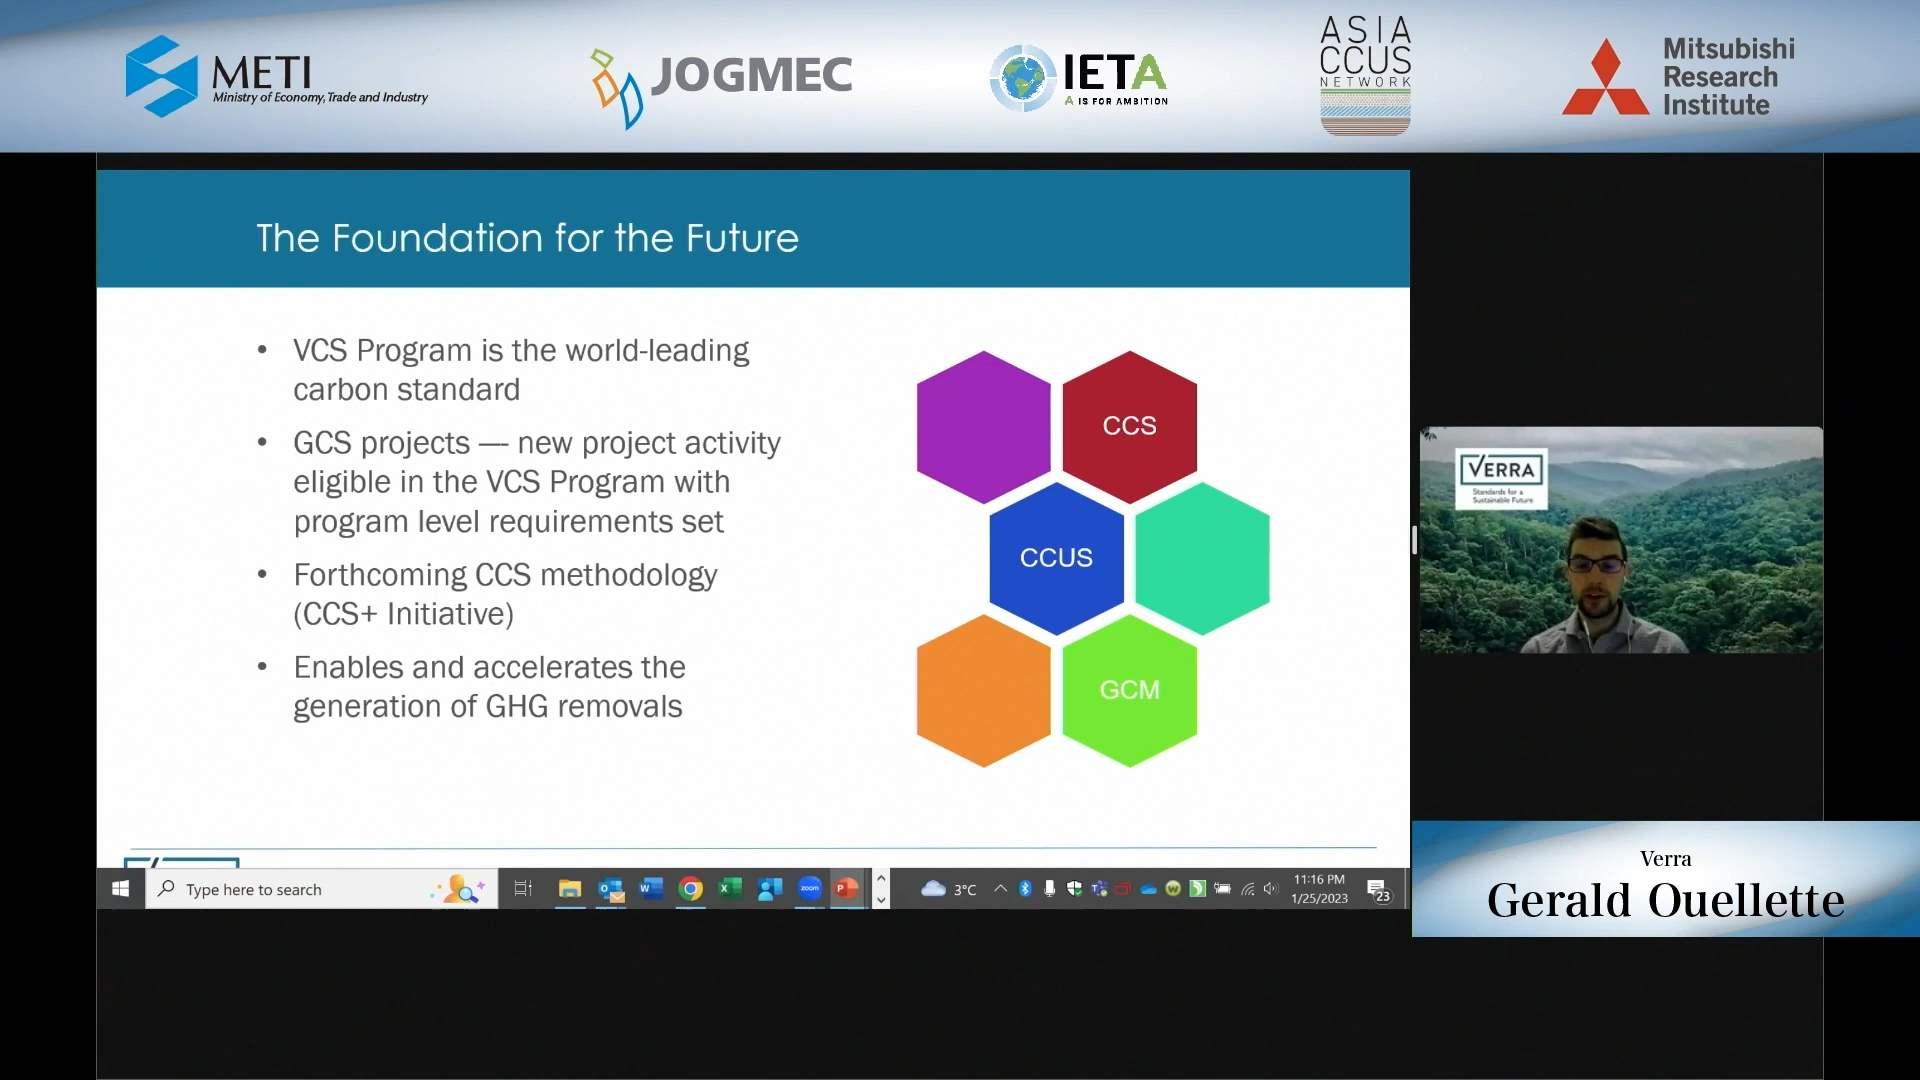 METI
Ministry of Economy, Trade and Industry
JOGMEC
IETA
A IS FOR AMBITION
ASIA
CCUS
NETWORK
Mitsubishi
Research
Institute
The Foundation for the Future
• VCS Program is the world-leading
carbon standard
• GCS projects — new project activity
eligible in the VCS Program with
program level requirements set
• Forthcoming CCS methodology
(CCS+ Initiative)
• Enables and accelerates the
generation of GHG removals
CCS
CCUS
GCM
VERRA
Standards for a
Sustainable Future
Type here to search
zoom
3°C
11:16 PM
1/25/2023
23
Verra
Gerald Ouellette